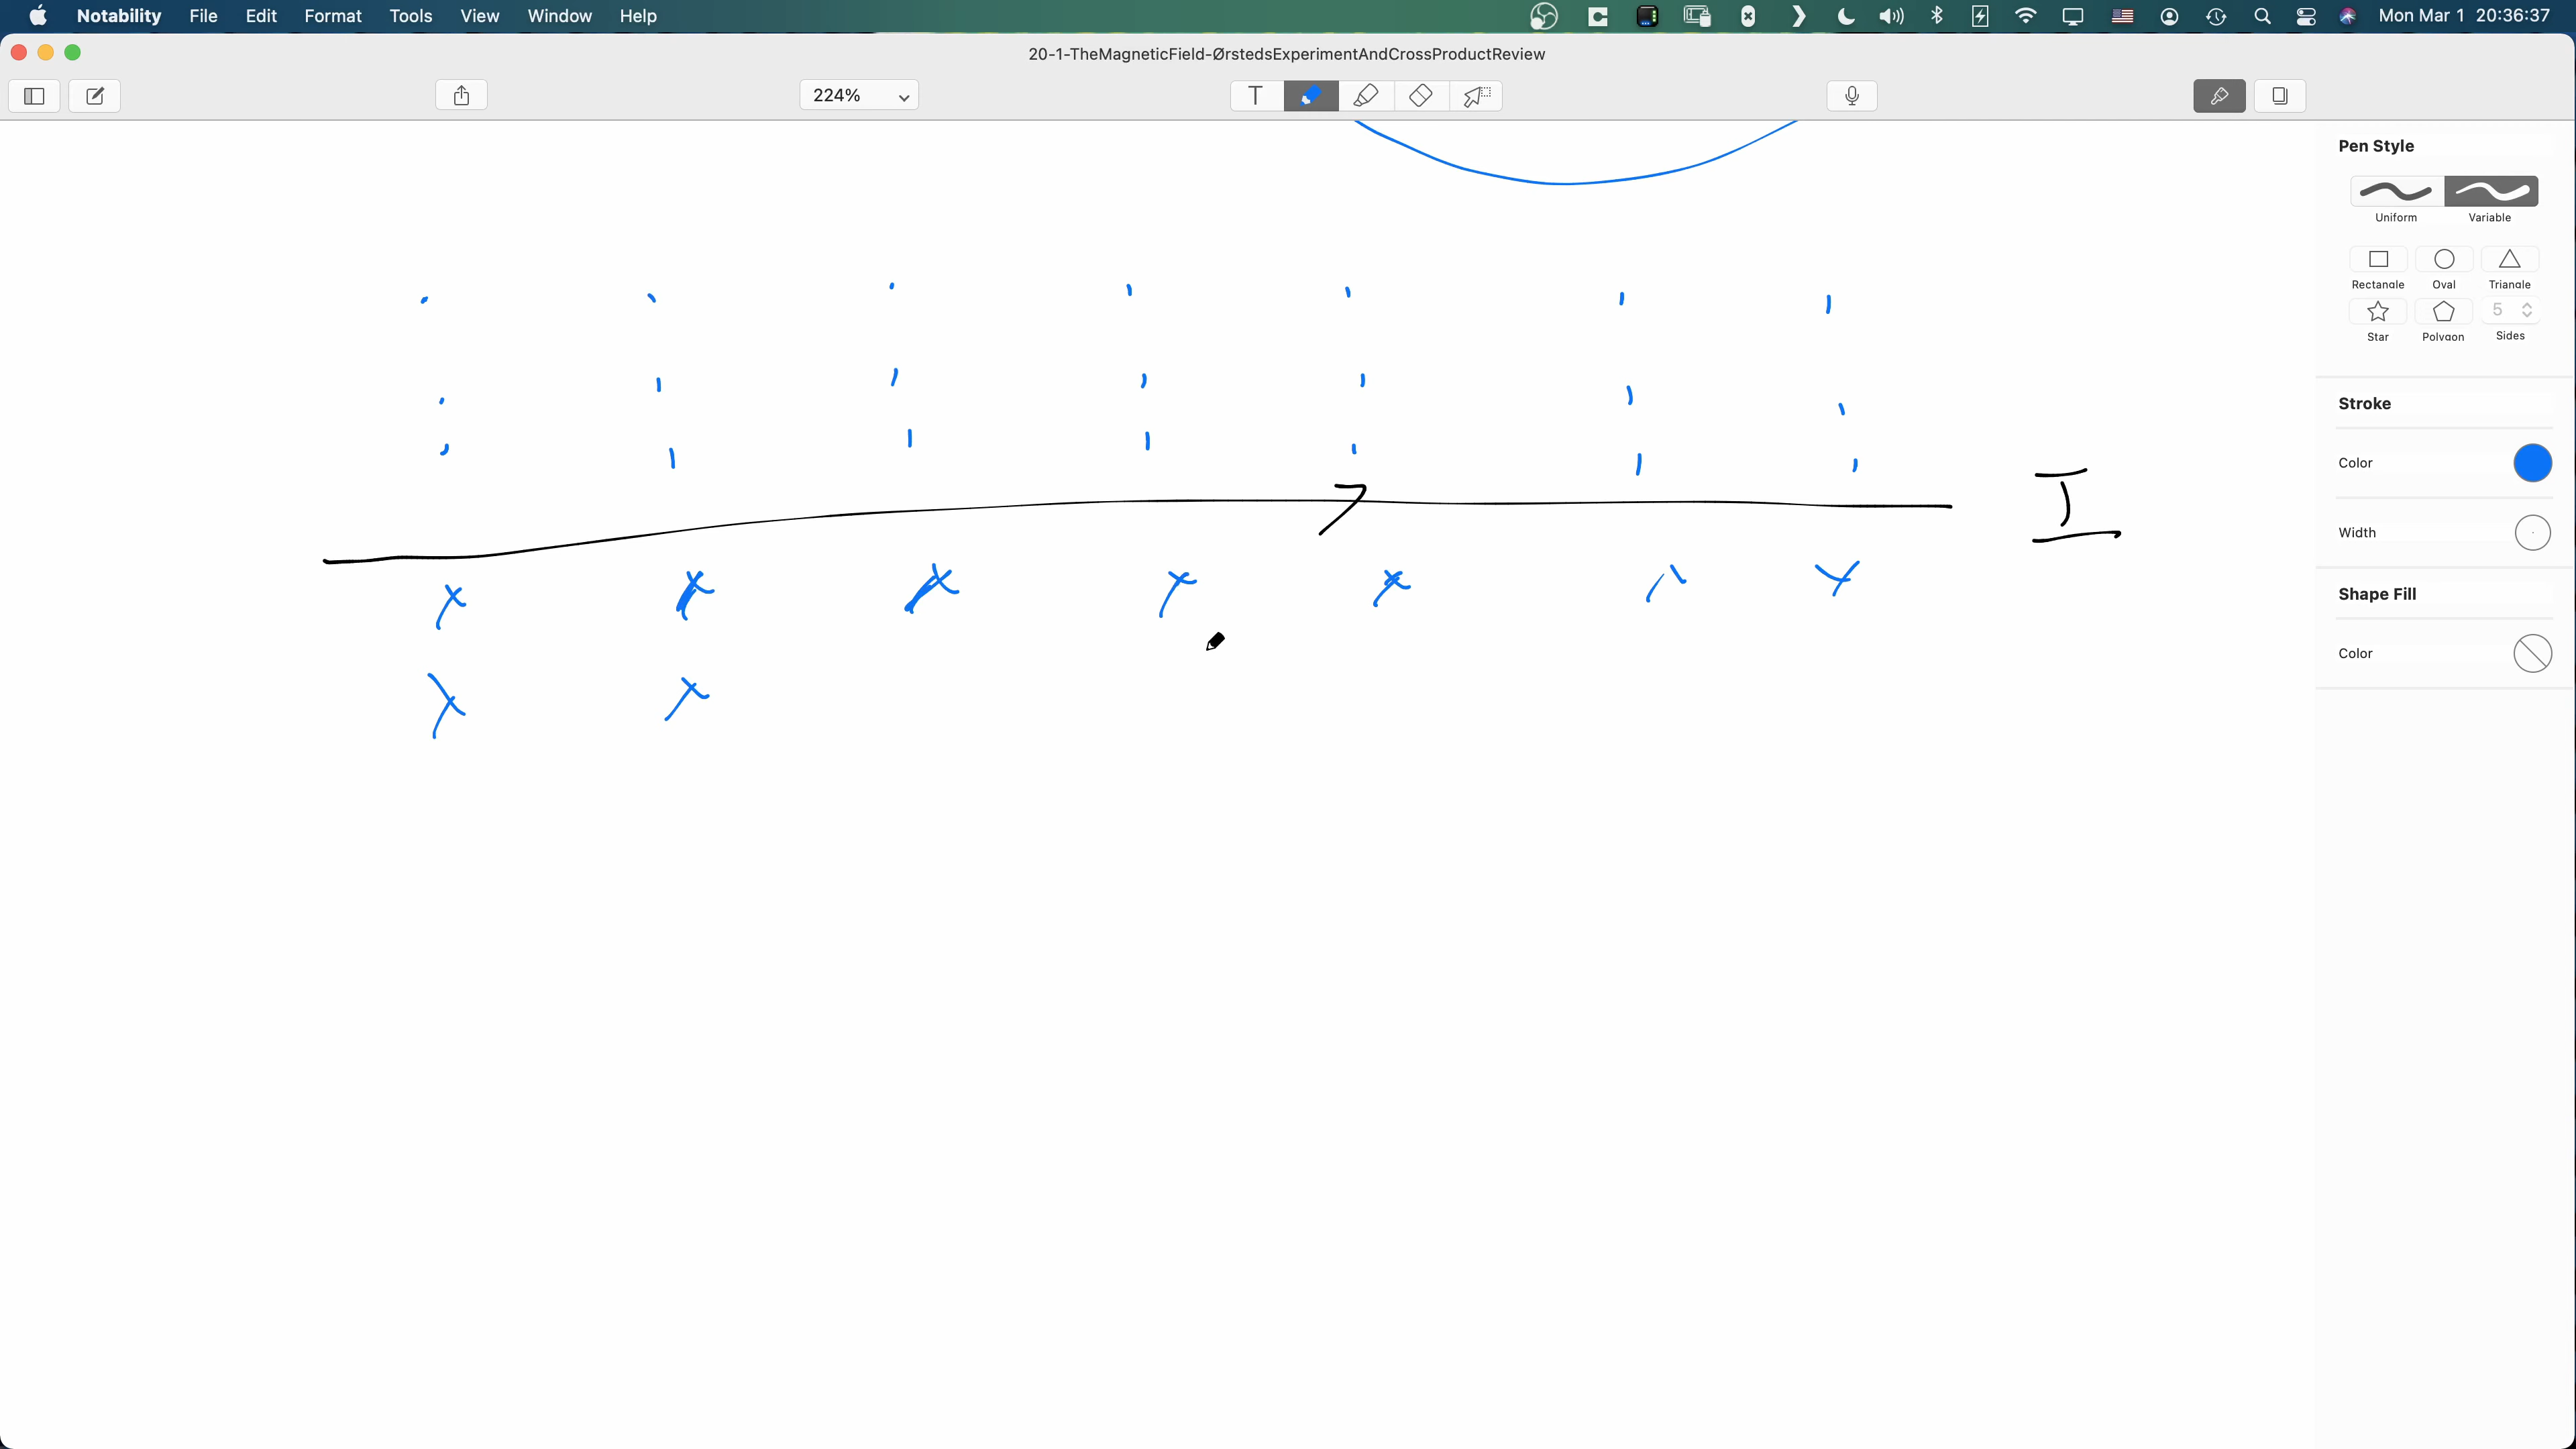 Notability File Edit Format Tools View Window Help Mon Mar 1 20:36:37
20-1-TheMagneticField-ØrstedsExperimentAndCrossProductReview
224% T
Pen Style
Uniform Variable
Rectangle Oval Triangle
5
Star Polygon Sides
Stroke
Color
I
Width
x x x x x x x
x x
Shape Fill
Color